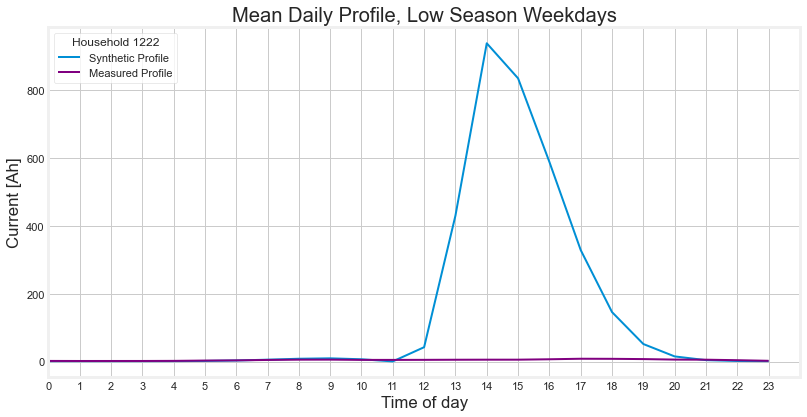 Mean Daily Profile, Low Season Weekdays
Household 1222
Synthetic Profile
Measured Profile
Current [Ah]
800
600
400
200
0
0 1 2 3 4 5 6 7 8 9 10 11 12 13 14 15 16 17 18 19 20 21 22 23
Time of day